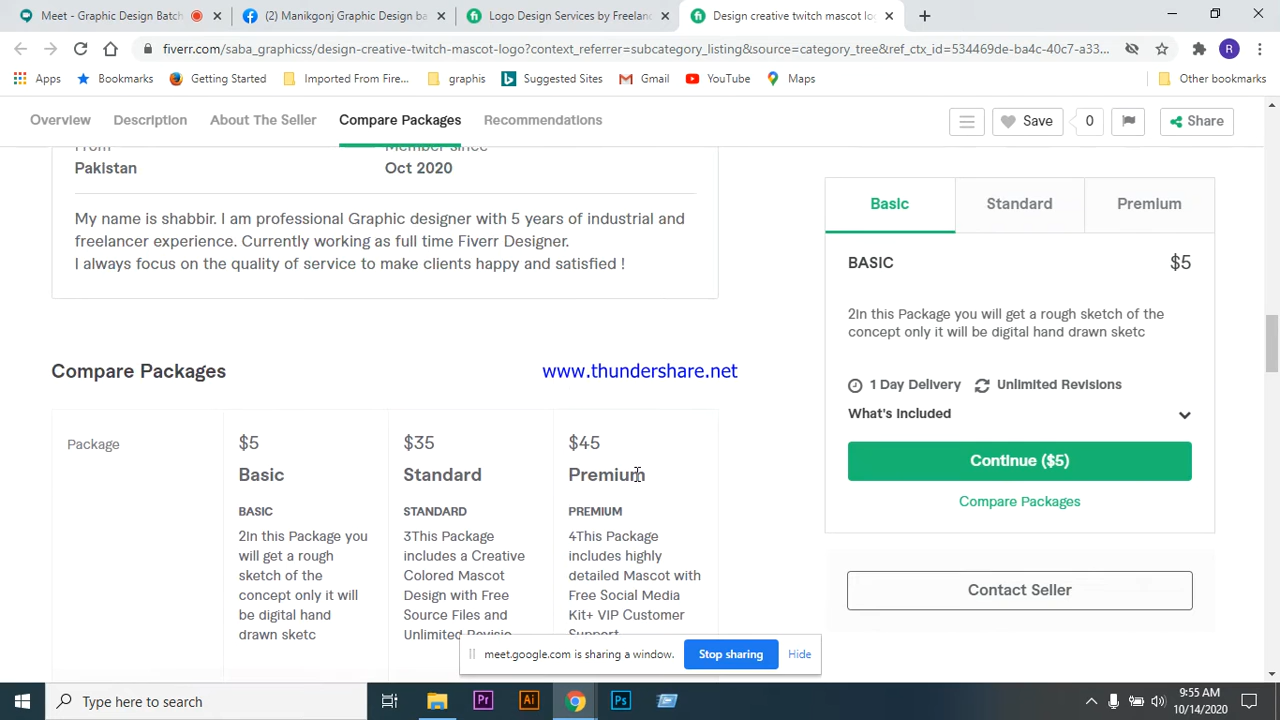 Meet - Graphic Design Batch
(2) Manikgonj Graphic Design ba
Logo Design Services by Freelanc
Design creative twitch mascot log
fiverr.com/saba_graphicss/design-creative-twitch-mascot-logo?context_referrer=subcategory_listing&source=category_tree&ref_ctx_id=534469de-ba4c-40c7-a33...
R
Apps
Bookmarks
Getting Started
Imported From Fire...
graphis
Suggested Sites
Gmail
YouTube
Maps
Other bookmarks
Overview
Description
About The Seller
Compare Packages
Recommendations
Save
0
Share
From
Member since
Pakistan
Oct 2020
My name is shabbir. I am professional Graphic designer with 5 years of industrial and
freelancer experience. Currently working as full time Fiverr Designer.
I always focus on the quality of service to make clients happy and satisfied !
Compare Packages
www.thundershare.net
Package
$5
Basic
BASIC
2In this Package you
will get a rough
sketch of the
concept only it will
be digital hand
drawn sketc
$35
Standard
STANDARD
3This Package
includes a Creative
Colored Mascot
Design with Free
Source Files and
Unlimited Revisio
$45
Premium
PREMIUM
4This Package
includes highly
detailed Mascot with
Free Social Media
Kit+ VIP Customer
Support
Basic
Standard
Premium
BASIC
$5
2In this Package you will get a rough sketch of the
concept only it will be digital hand drawn sketc
1 Day Delivery
Unlimited Revisions
What's Included
Continue ($5)
Compare Packages
Contact Seller
meet.google.com is sharing a window.
Stop sharing
Hide
Type here to search
Pr
Ai
Ps
9:55 AM
10/14/2020